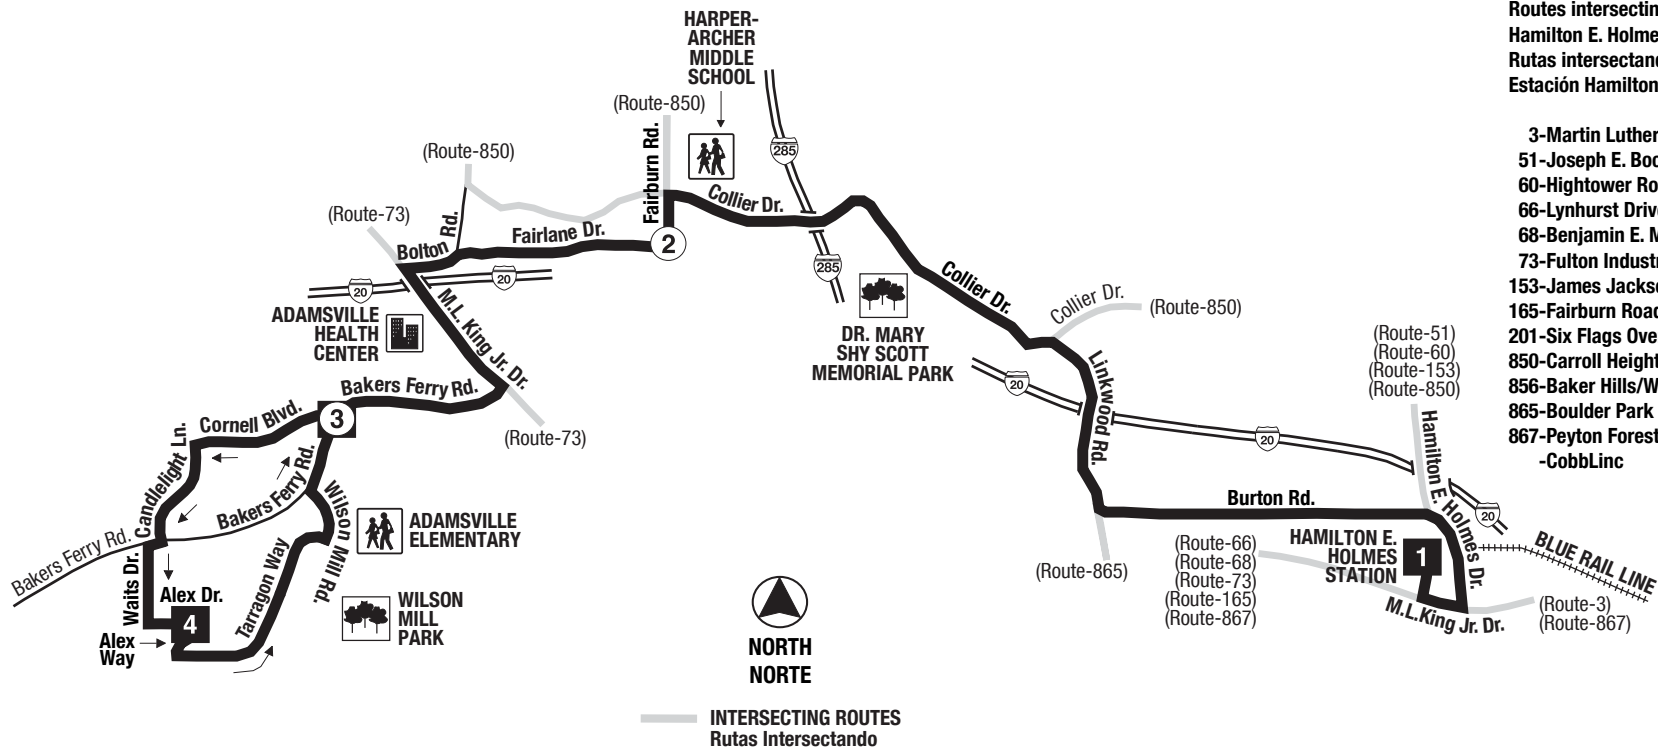 HARPER-
ARCHER
MIDDLE
SCHOOL
(Route-850)
Fairburn Rd.
285
Collier Dr.
(Route-850)
(Route-73)
Bolton Rd.
Fairlane Dr.
2
20
20
285
ADAMSVILLE
HEALTH
CENTER
M.L. King Jr. Dr.
DR. MARY
SHY SCOTT
MEMORIAL PARK
Collier Dr.
Collier Dr.
(Route-850)
Linkwood Rd.
20
20
(Route-51)
(Route-60)
(Route-153)
(Route-850)
Hamilton E. Holmes Dr.
20
Bakers Ferry Rd.
(Route-73)
3
Cornell Blvd.
Candlelight Ln.
Bakers Ferry Rd.
Bakers Ferry Rd.
Wilson Mill Rd.
ADAMSVILLE
ELEMENTARY
Waits Dr.
Alex Dr.
4
Alex
Way
Tarragon Way
WILSON
MILL
PARK
Burton Rd.
HAMILTON E.
HOLMES
STATION
1
BLUE RAIL LINE
(Route-865)
(Route-66)
(Route-68)
(Route-73)
(Route-165)
(Route-867)
M.L.King Jr. Dr.
(Route-3)
(Route-867)
NORTH
NORTE
INTERSECTING ROUTES
Rutas Intersectando
Routes intersectin
Hamilton E. Holme
Rutas intersectand
Estación Hamilton
3-Martin Luther
51-Joseph E. Boo
60-Hightower Ro
66-Lynhurst Drive
68-Benjamin E. M
73-Fulton Industr
153-James Jackso
165-Fairburn Road
201-Six Flags Ove
850-Carroll Height
856-Baker Hills/W
865-Boulder Park
867-Peyton Forest
-CobbLinc